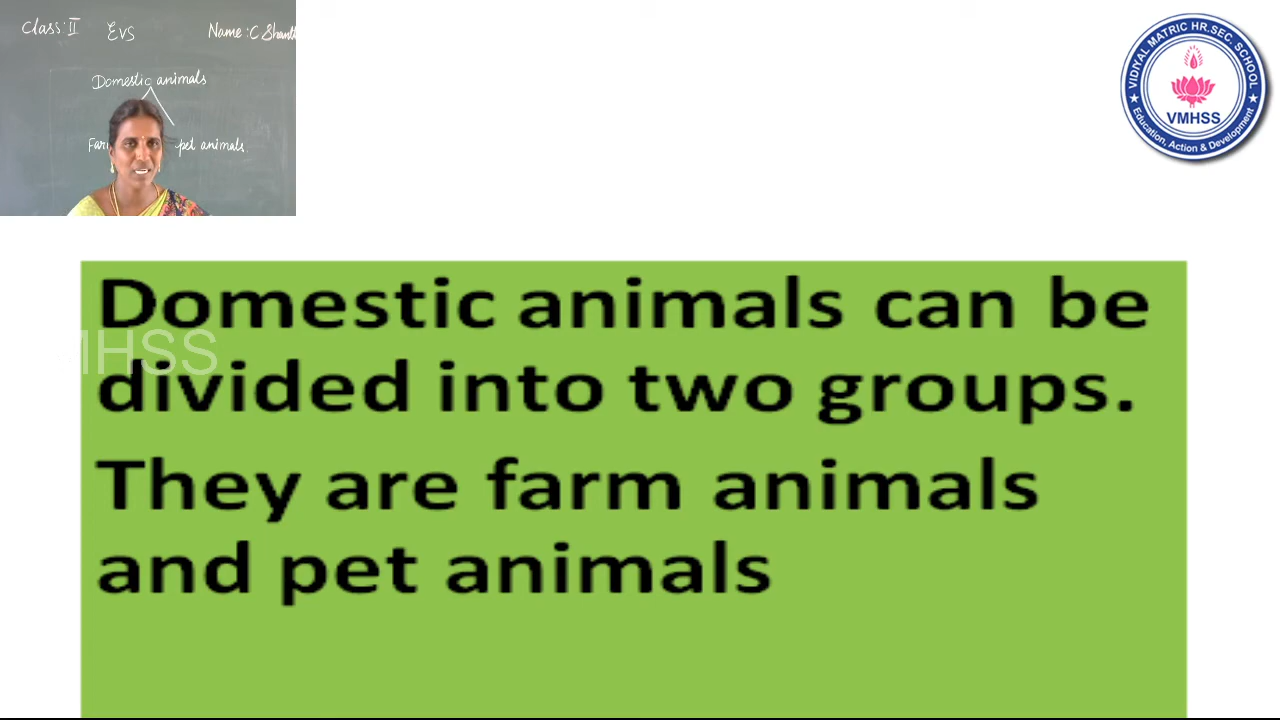 Class: II EVS Name : C
Domestic animals
pet animals
VIDIYAL MATRIC HR.SEC. SCHOOL
VMHSS
Education, Action & Development
Domestic animals can be
divided into two groups.
They are farm animals
and pet animals